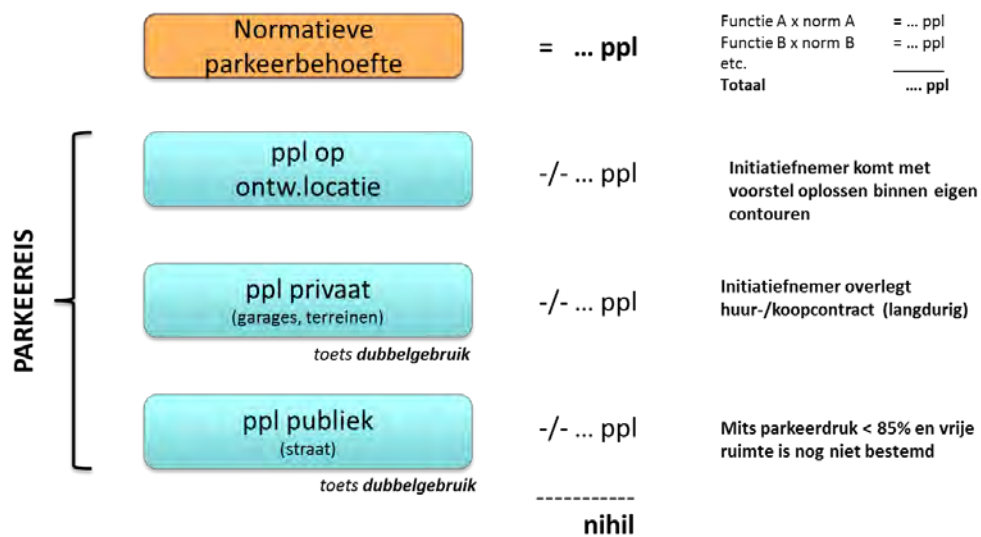 Normatieve
parkeerbehoefte
= ... ppl
Functie A x norm A = ... ppl
Functie B x norm B = ... ppl
etc.
Totaal .... ppl
PARKEEREIS
ppl op
ontw.locatie
-/- ... ppl
Initiatiefnemer komt met
voorstel oplossen binnen eigen
contouren
ppl privaat
(garages, terreinen)
toets dubbelgebruik
-/- ... ppl
Initiatiefnemer overlegt
huur-/koopcontract (langdurig)
ppl publiek
(straat)
toets dubbelgebruik
-/- ... ppl
Mits parkeerdruk < 85% en vrije
ruimte is nog niet bestemd
-----------
nihil